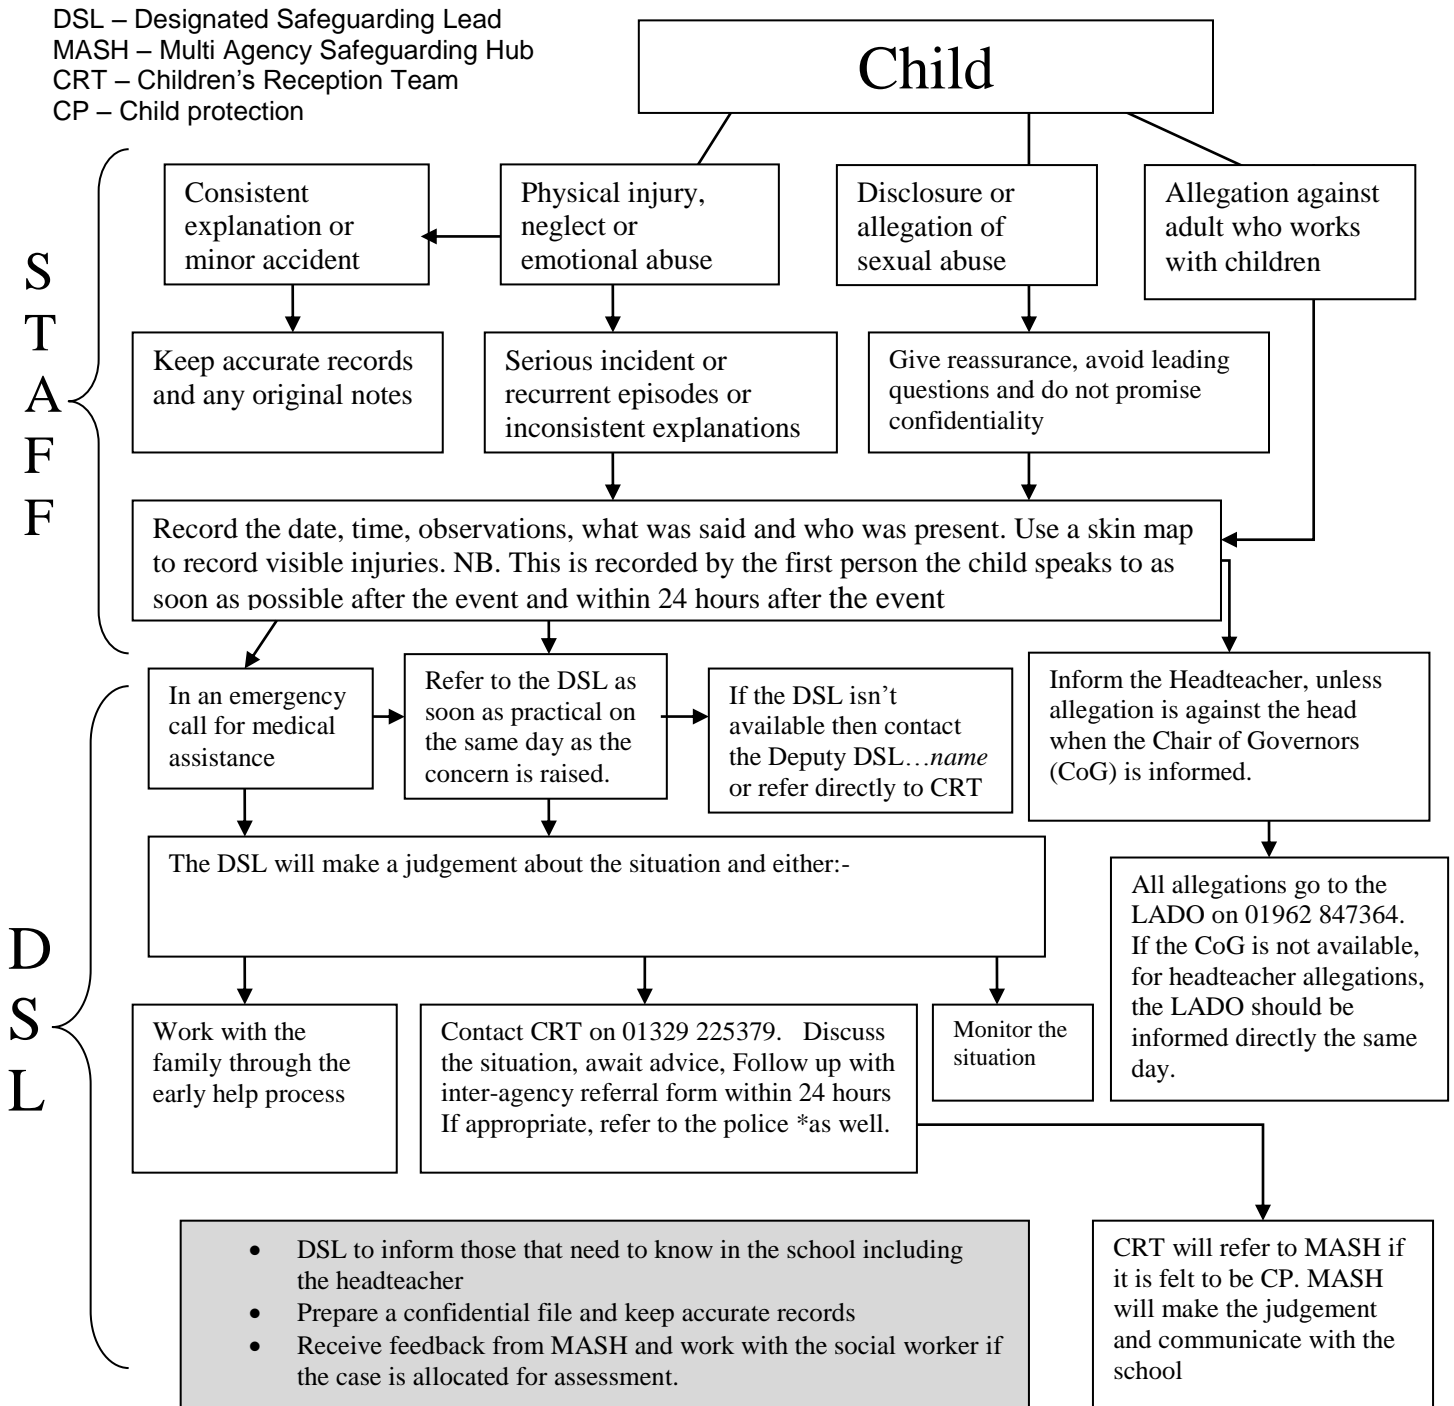 DSL – Designated Safeguarding Lead
MASH – Multi Agency Safeguarding Hub
CRT – Children's Reception Team
CP – Child protection
Child
S
T
A
F
F
Consistent
explanation or
minor accident
Physical injury,
neglect or
emotional abuse
Disclosure or
allegation of
sexual abuse
Allegation against
adult who works
with children
Keep accurate records
and any original notes
Serious incident or
recurrent episodes or
inconsistent explanations
Give reassurance, avoid leading
questions and do not promise
confidentiality
Record the date, time, observations, what was said and who was present. Use a skin map
to record visible injuries. NB. This is recorded by the first person the child speaks to as
soon as possible after the event and within 24 hours after the event
D
S
L
In an emergency
call for medical
assistance
Refer to the DSL as
soon as practical on
the same day as the
concern is raised.
If the DSL isn't
available then contact
the Deputy DSL…name
or refer directly to CRT
Inform the Headteacher, unless
allegation is against the head
when the Chair of Governors
(CoG) is informed.
The DSL will make a judgement about the situation and either:-
All allegations go to the
LADO on 01962 847364.
If the CoG is not available,
for headteacher allegations,
the LADO should be
informed directly the same
day.
Work with the
family through the
early help process
Contact CRT on 01329 225379. Discuss
the situation, await advice, Follow up with
inter-agency referral form within 24 hours
If appropriate, refer to the police *as well.
Monitor the
situation
• DSL to inform those that need to know in the school including
the headteacher
• Prepare a confidential file and keep accurate records
• Receive feedback from MASH and work with the social worker if
the case is allocated for assessment.
CRT will refer to MASH if
it is felt to be CP. MASH
will make the judgement
and communicate with the
school